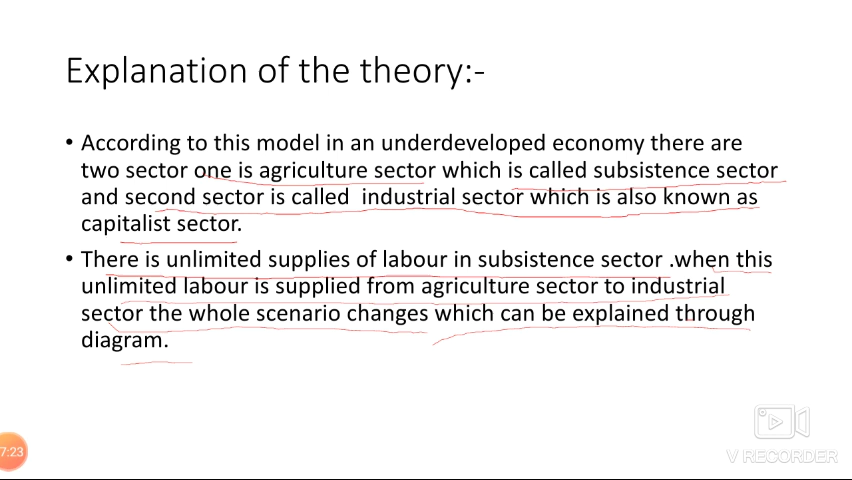 Explanation of the theory:-
• According to this model in an underdeveloped economy there are
two sector one is agriculture sector which is called subsistence sector
and second sector is called  industrial sector which is also known as
capitalist sector.
• There is unlimited supplies of labour in subsistence sector .when this
unlimited labour is supplied from agriculture sector to industrial
sector the whole scenario changes which can be explained through
diagram.
7:23
V RECORDER